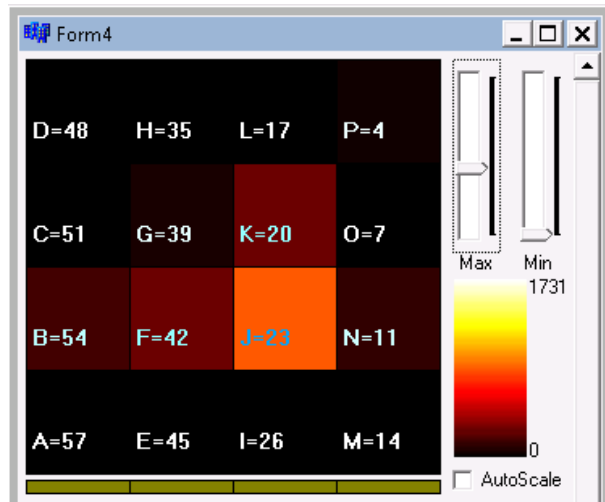 Form4
D=48 H=35 L=17 P=4
C=51 G=39 K=20 O=7
B=54 F=42 J=23 N=11
A=57 E=45 I=26 M=14
Max Min
1731
0
AutoScale